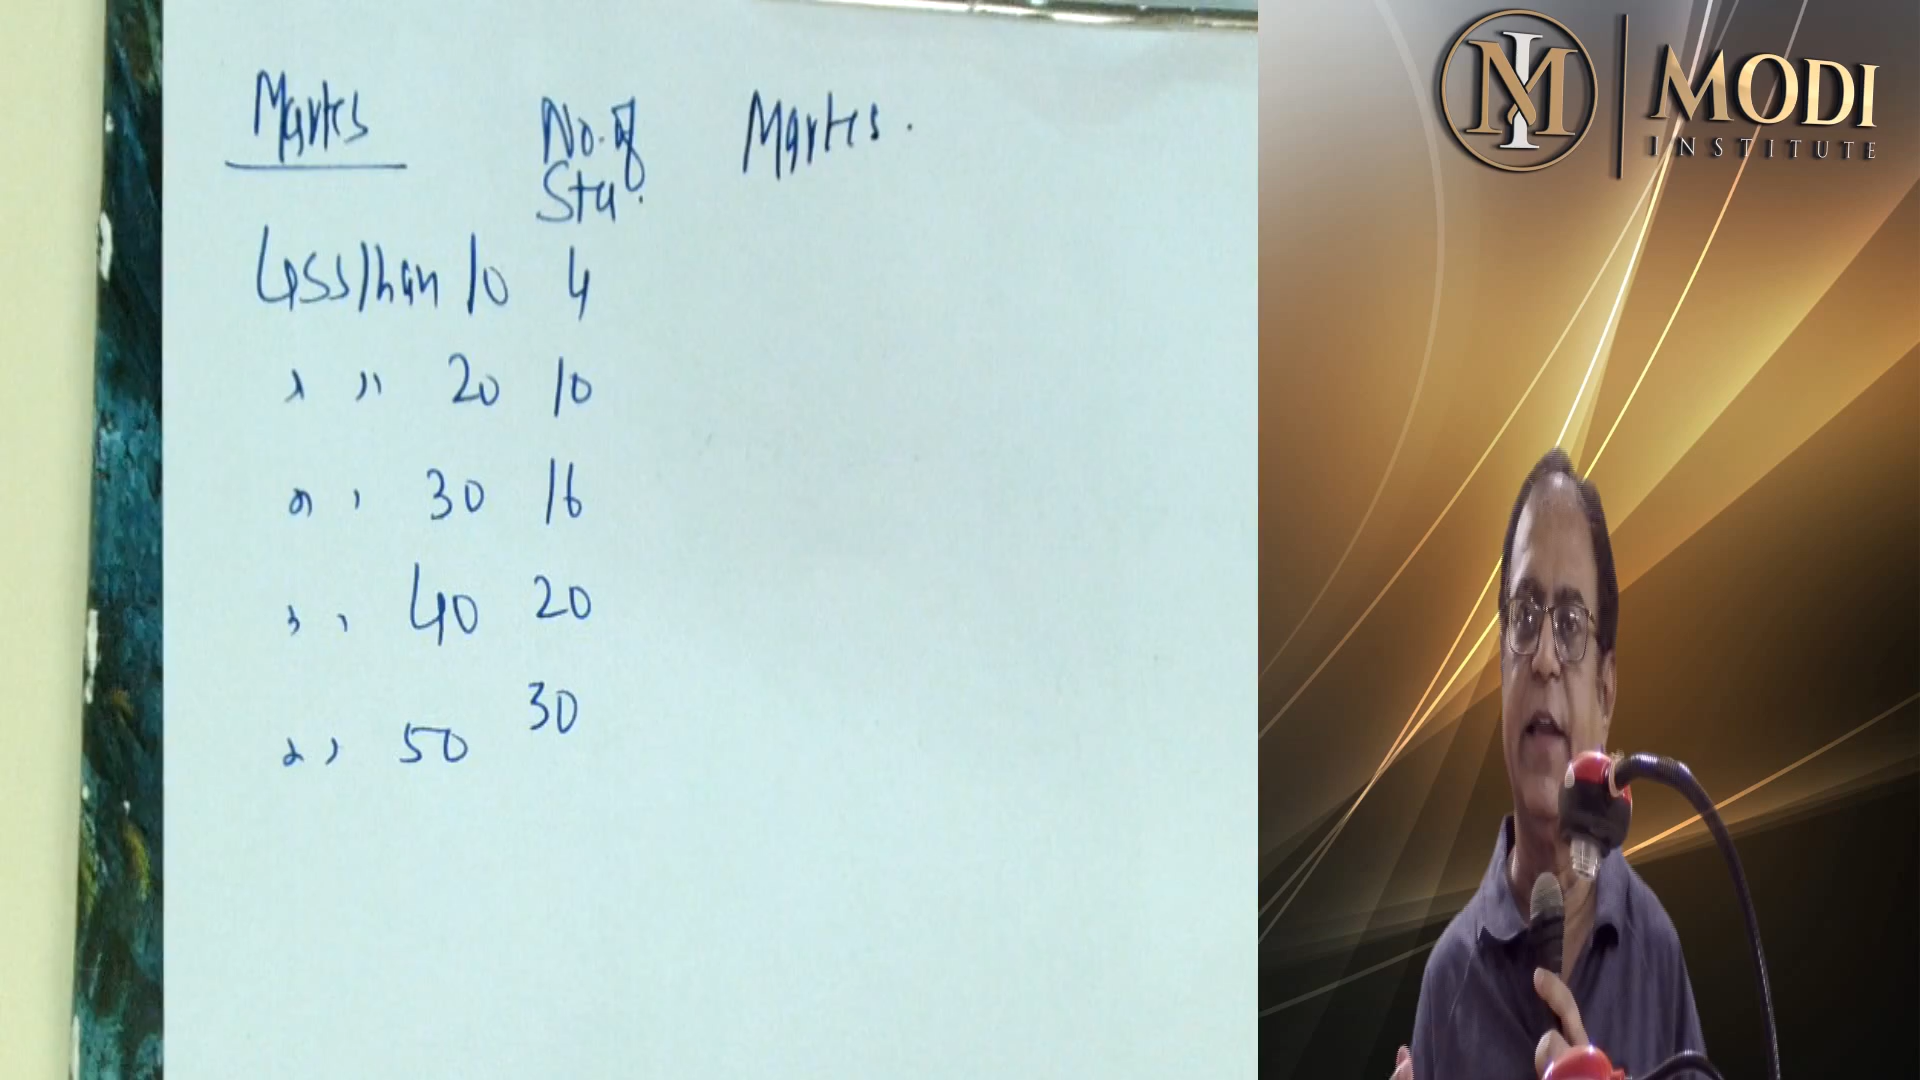 Marks No. of Marks.
Stu.
Less than 10 4
" " 20 10
" " 30 16
" " 40 20
" " 50 30
MI MODI
INSTITUTE